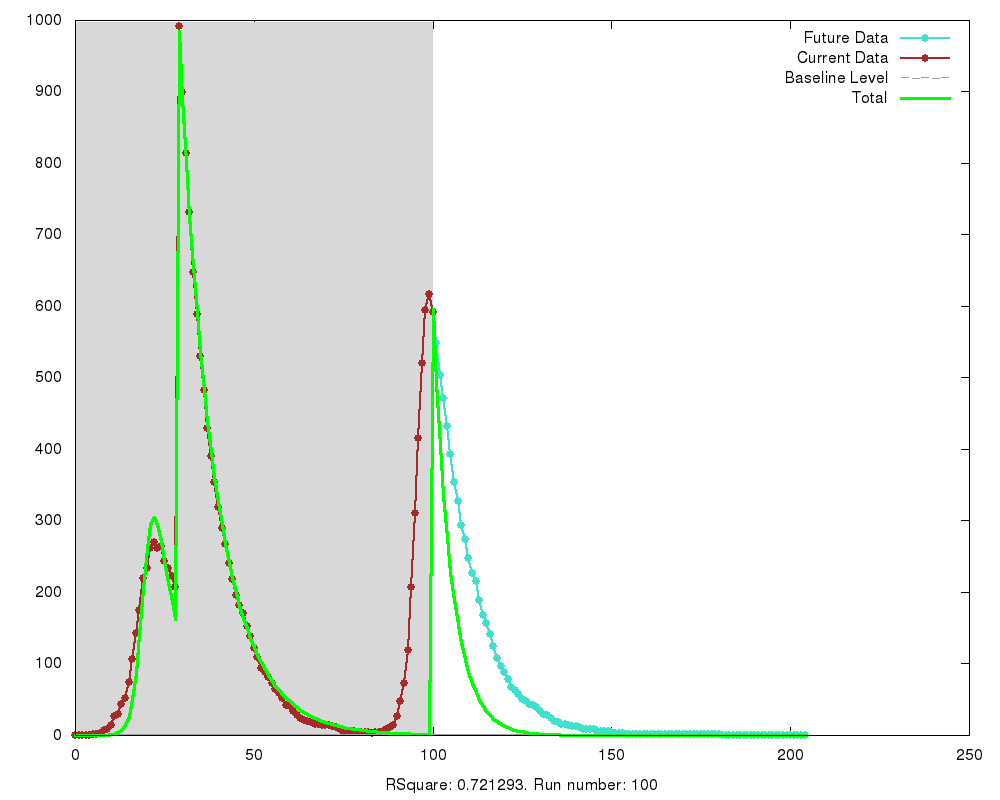 1000
900
800
700
600
500
400
300
200
100
0
0 50 100 150 200 250
Future Data
Current Data
Baseline Level
Total
RSquare: 0.721293. Run number: 100